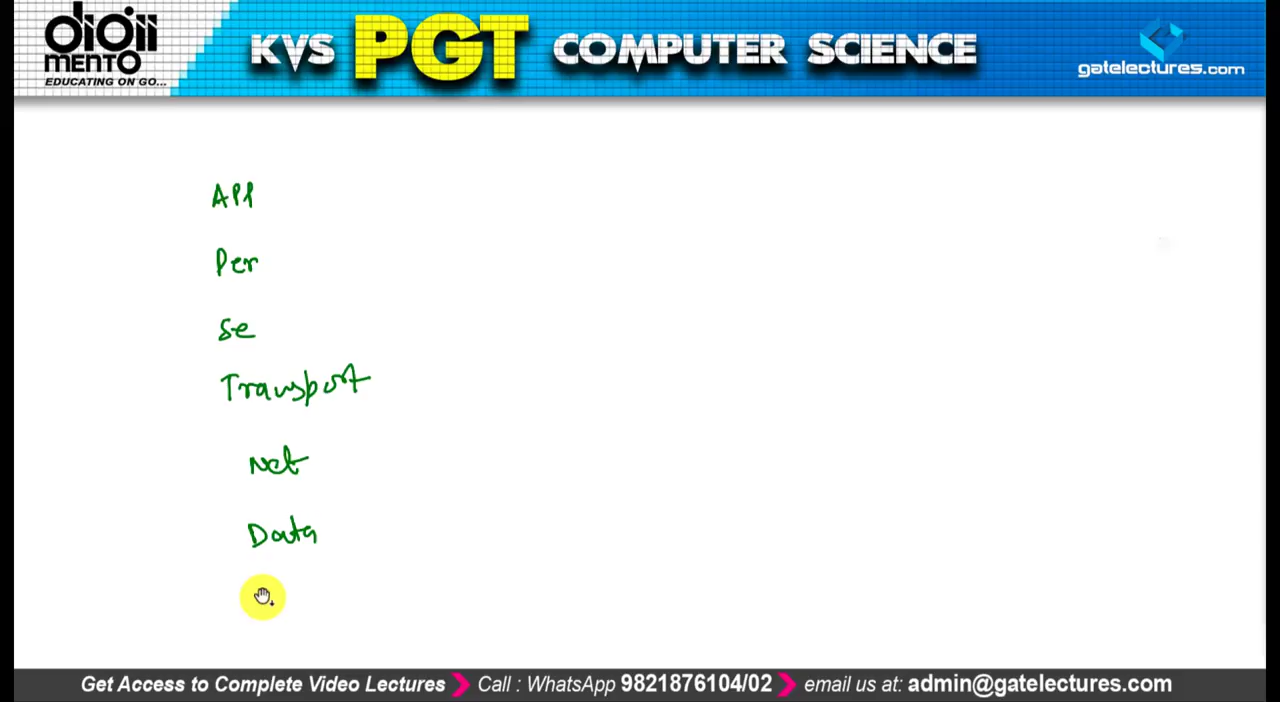 digii
mento
EDUCATING ON GO...
KVS PGT COMPUTER SCIENCE
gatelectures.com
APP
Per
Se
Transport
Net
Data
Get Access to Complete Video Lectures Call : WhatsApp 9821876104/02 email us at: admin@gatelectures.com